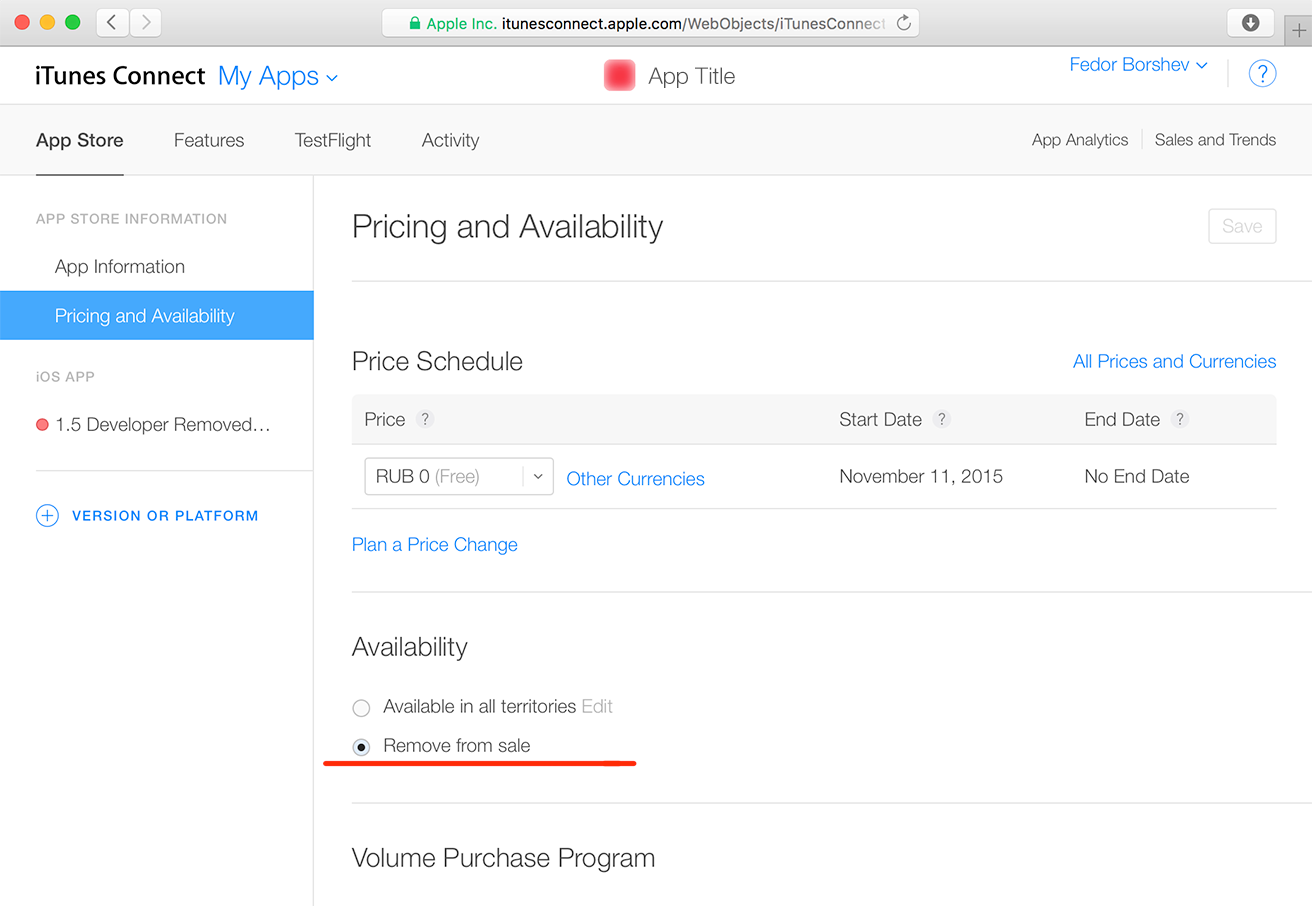 Apple Inc. itunesconnect.apple.com/WebObjects/iTunesConnect
iTunes Connect My Apps App Title Fedor Borshev ?
App Store Features TestFlight Activity App Analytics Sales and Trends
APP STORE INFORMATION
App Information
Pricing and Availability
iOS APP
1.5 Developer Removed...
VERSION OR PLATFORM
Pricing and Availability Save
Price Schedule All Prices and Currencies
Price ? Start Date ? End Date ?
RUB 0 (Free) Other Currencies November 11, 2015 No End Date
Plan a Price Change
Availability
Available in all territories Edit
Remove from sale
Volume Purchase Program